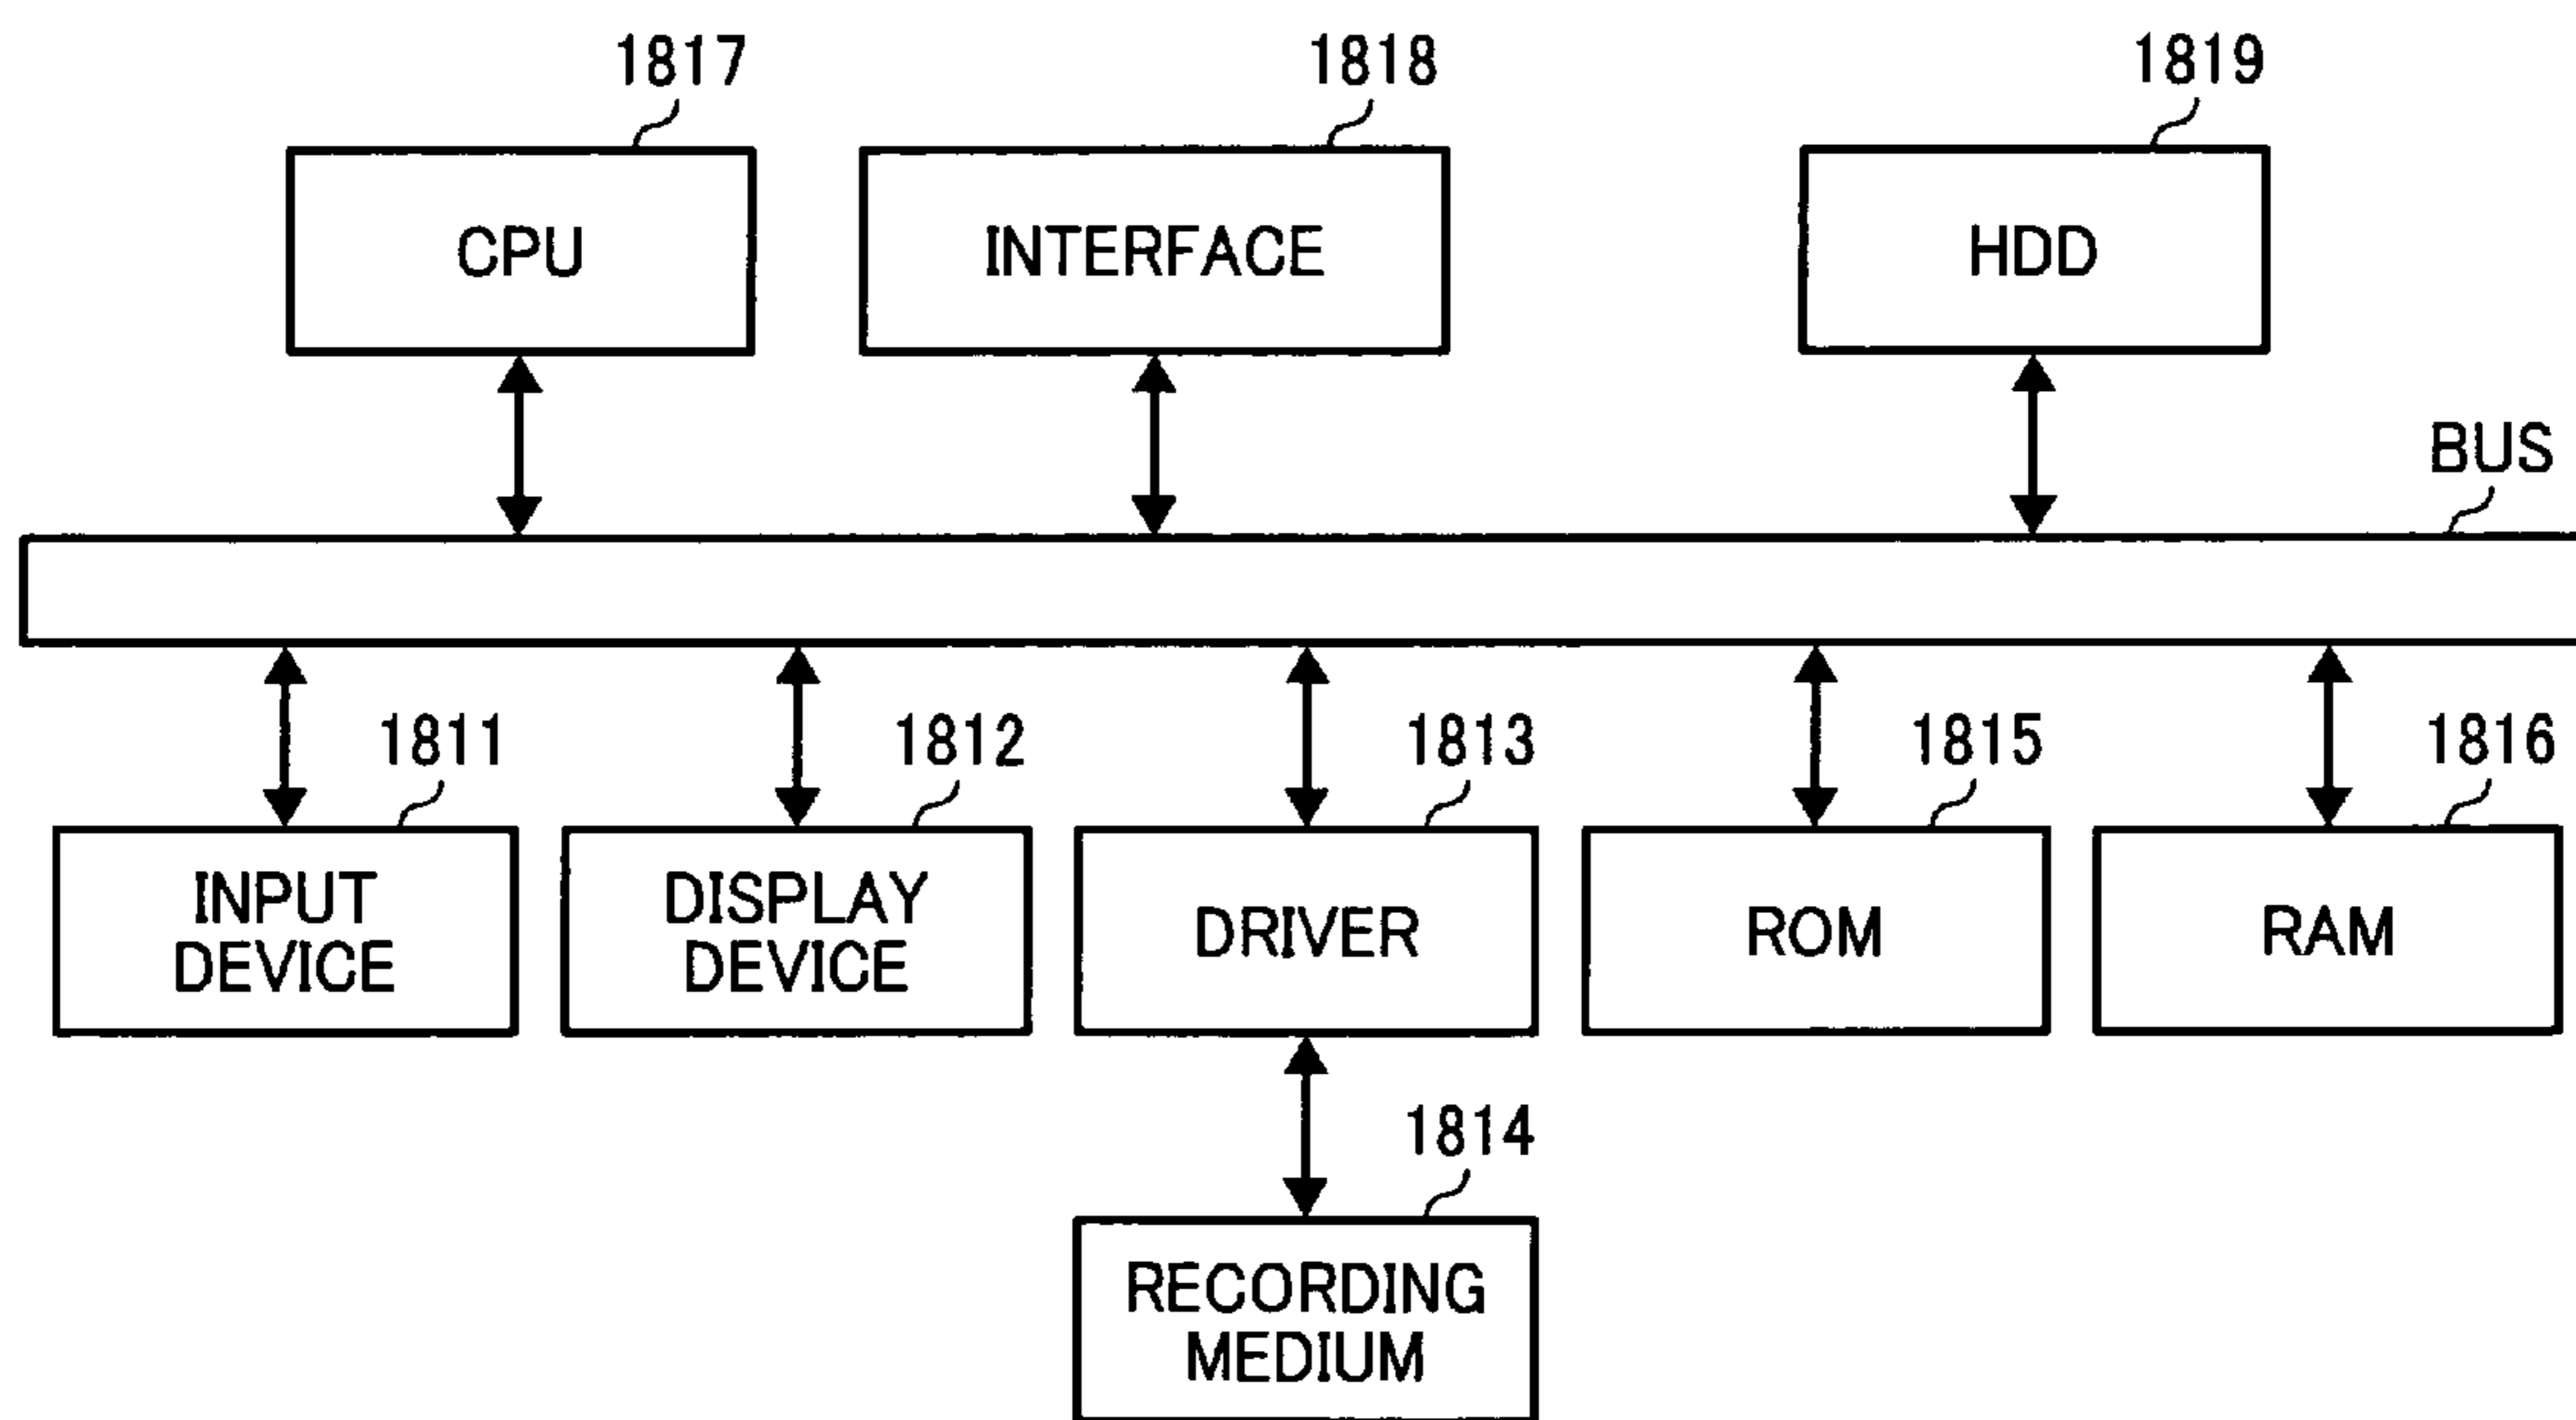 1817
1818
1819
CPU
INTERFACE
HDD
BUS
1811
1812
1813
1815
1816
INPUT
DEVICE
DISPLAY
DEVICE
DRIVER
ROM
RAM
1814
RECORDING
MEDIUM